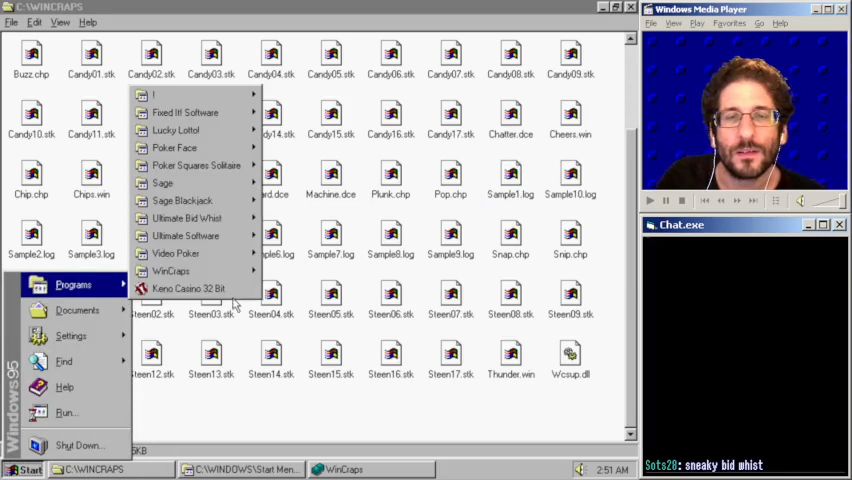 C:\WINCRAPS
File Edit View Help
Buzz.chp Candy01.stk Candy02.stk Candy03.stk Candy04.stk Candy05.stk Candy06.stk Candy07.stk Candy08.stk Candy09.stk
Candy10.stk Candy11.stk Candy14.stk Candy15.stk Candy16.stk Candy17.stk Chatter.dce Cheers.win
Chip.chp Chips.win Machine.dce Plunk.chp Pop.chp Sample1.log Sample10.log
Sample2.log Sample3.log Sample7.log Sample8.log Sample9.log Snap.chp Snip.chp
Steen02.stk Steen03.stk Steen04.stk Steen05.stk Steen06.stk Steen07.stk Steen08.stk Steen09.stk
Steen12.stk Steen13.stk Steen14.stk Steen15.stk Steen16.stk Steen17.stk Thunder.win Wcsup.dll
!
Fixed It! Software
Lucky Lotto!
Poker Face
Poker Squares Solitaire
Sage
Sage Blackjack
Ultimate Bid Whist
Ultimate Software
Video Poker
WinCraps
Keno Casino 32 Bit
Programs
Documents
Settings
Find
Help
Run...
Shut Down...
Windows95
Start
C:\WINCRAPS
C:\WINDOWS\Start Men...
WinCraps
2:51 AM
Windows Media Player
File View Play Favorites Go Help
Chat.exe
Sots28: sneaky bid whist